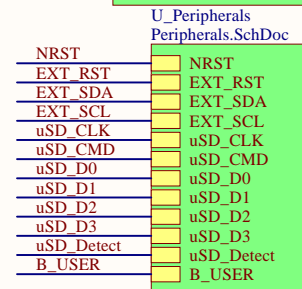 U_Peripherals
Peripherals.SchDoc
NRST NRST
EXT_RST EXT_RST
EXT_SDA EXT_SDA
EXT_SCL EXT_SCL
uSD_CLK uSD_CLK
uSD_CMD uSD_CMD
uSD_D0 uSD_D0
uSD_D1 uSD_D1
uSD_D2 uSD_D2
uSD_D3 uSD_D3
uSD_Detect uSD_Detect
B_USER B_USER